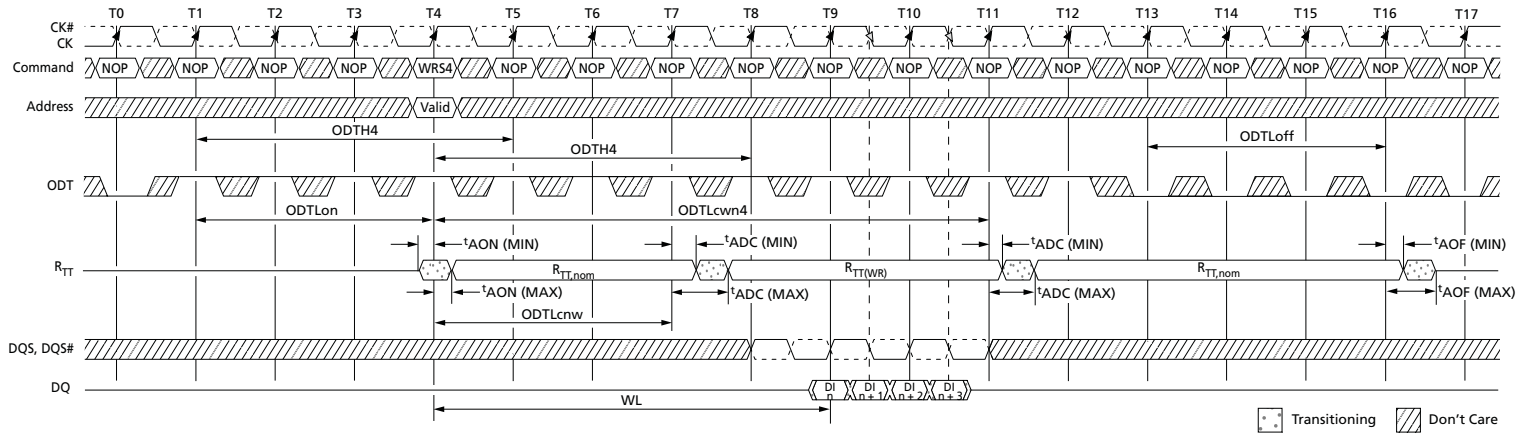 T0 T1 T2 T3 T4 T5 T6 T7 T8 T9 T10 T11 T12 T13 T14 T15 T16 T17
CK#
CK
Command NOP NOP NOP NOP WRS4 NOP NOP NOP NOP NOP NOP NOP NOP NOP NOP NOP NOP NOP
Address Valid
ODTH4 ODTLoff
ODTH4
ODT
ODTLon ODTLcwn4
tAON (MIN) tADC (MIN) tADC (MIN) tAOF (MIN)
RTT RTT,nom RTT(WR) RTT,nom
tAON (MAX) tADC (MAX) tADC (MAX) tAOF (MAX)
ODTLcnw
DQS, DQS#
DQ DI n DI n + 1 DI n + 2 DI n + 3
WL
Transitioning Don't Care